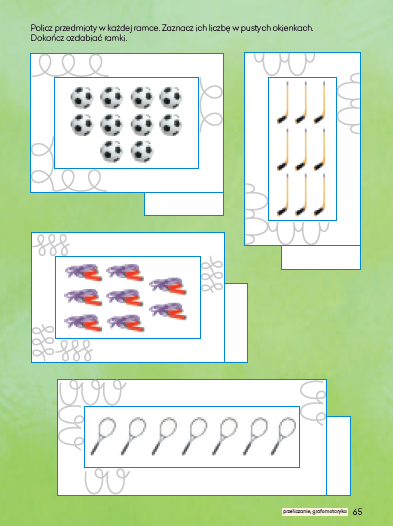 Policz przedmioty w każdej ramce. Zaznacz ich liczbę w pustych okienkach.
Dokończ ozdabiać ramki.
przeliczanie, grafomotoryka 65